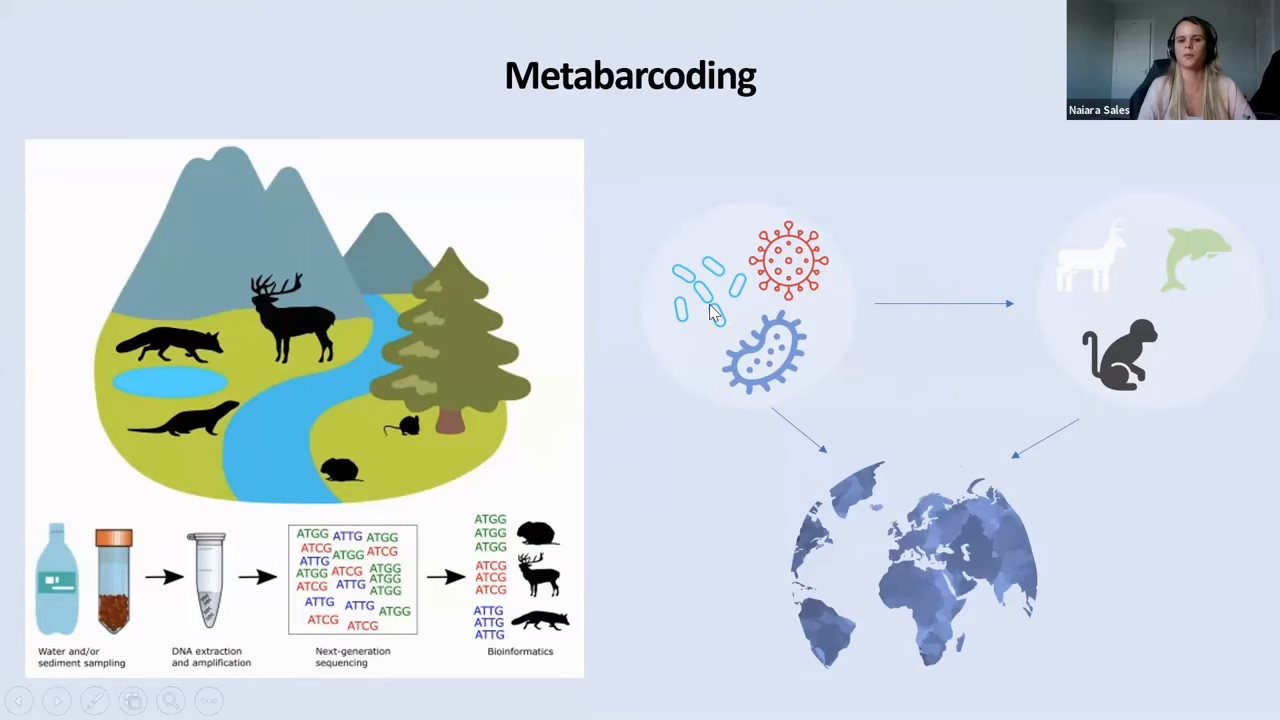 Metabarcoding
Naiara Sales
ATGG ATTG ATGG
ATCG ATGG ATCG
ATTG
ATGG ATCG ATGG
ATGG
ATCG ATTG ATGG
ATTG ATTG ATGG
ATCG ATCG
ATGG
ATGG
ATGG
ATCG
ATCG
ATCG
ATTG
ATTG
ATTG
Water and/or
sediment sampling
DNA extraction
and amplification
Next-generation
sequencing
Bioinformatics